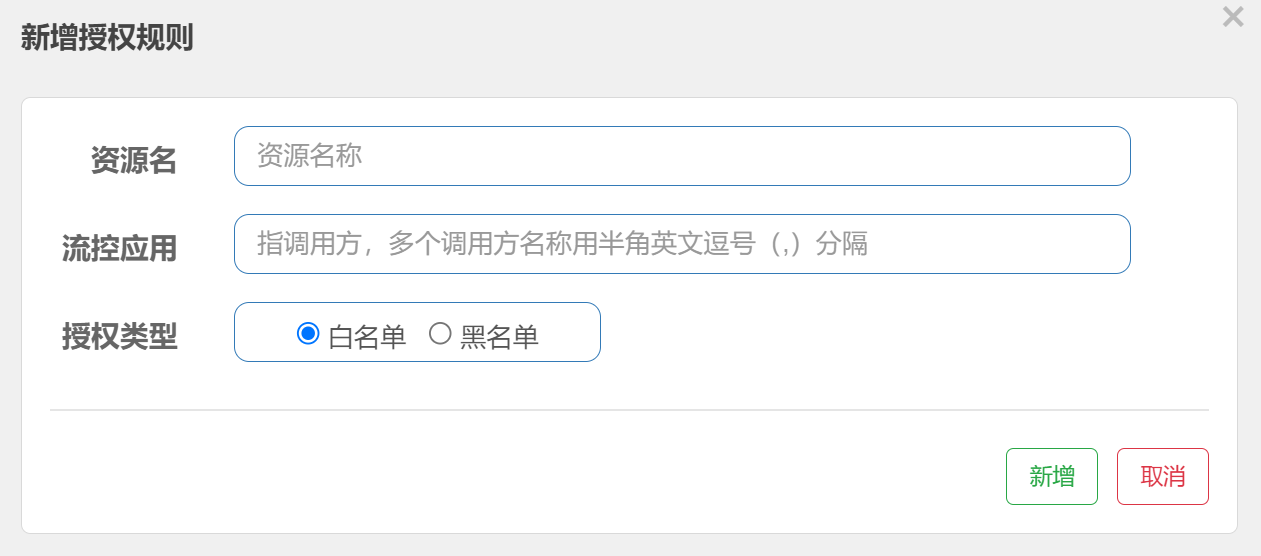 新增授权规则
资源名 资源名称
流控应用 指调用方，多个调用方名称用半角英文逗号（,）分隔
授权类型 白名单 黑名单
新增 取消